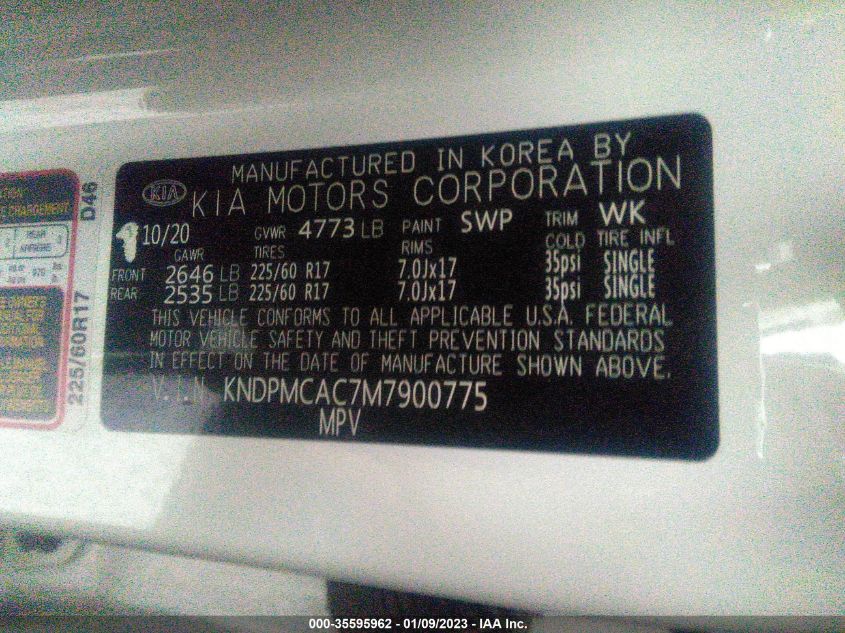 MANUFACTURED IN KOREA BY
KIA KIA MOTORS CORPORATION
10/20 GVWR 4773 LB PAINT SWP TRIM WK
GAWR TIRES RIMS COLD TIRE INFL
FRONT 2646 LB 225/60 R17 7.0Jx17 35psi SINGLE
REAR 2535 LB 225/60 R17 7.0Jx17 35psi SINGLE
THIS VEHICLE CONFORMS TO ALL APPLICABLE U.S.A. FEDERAL
MOTOR VEHICLE SAFETY AND THEFT PREVENTION STANDARDS
IN EFFECT ON THE DATE OF MANUFACTURE SHOWN ABOVE.
V.I.N KNDPMCAC7M7900775
MPV
D46
225/60R17
CHARGEMENT
REAR
000-35595962 - 01/09/2023 - IAA Inc.